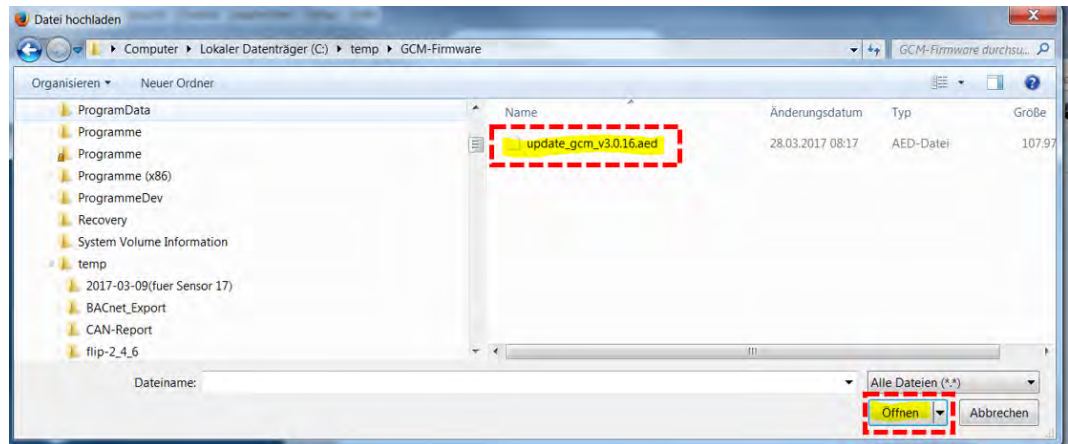 Datei hochladen
Computer Lokaler Datenträger (C:) temp GCM-Firmware
GCM-Firmware durchsu...
Organisieren Neuer Ordner
ProgramData
Programme
Programme
Programme (x86)
ProgrammeDev
Recovery
System Volume Information
temp
2017-03-09(fuer Sensor 17)
BACnet_Export
CAN-Report
flip-2_4_6
Name Änderungsdatum Typ Größe
update_gcm_v3.0.16.aed 28.03.2017 08:17 AED-Datei 107.97
Dateiname:
Alle Dateien (*.*)
Öffnen Abbrechen